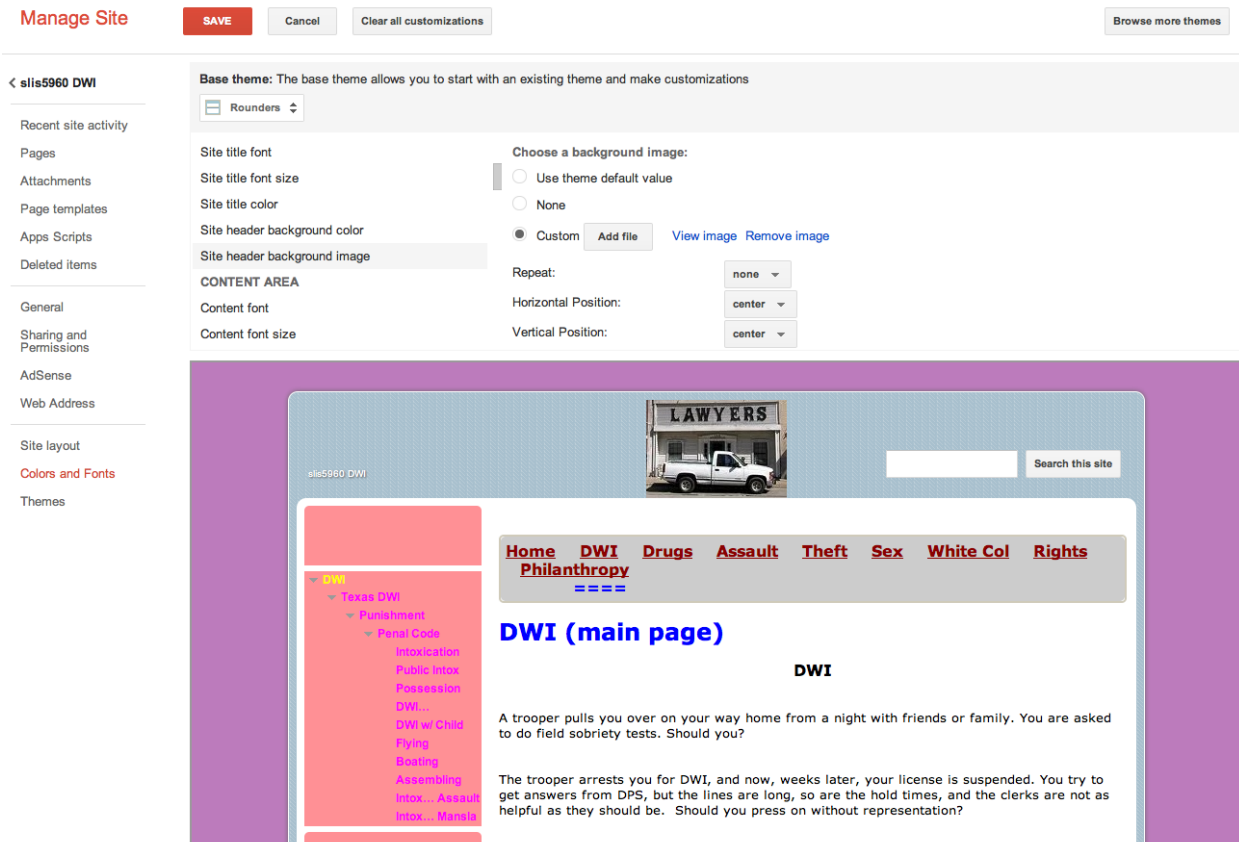 Manage Site
SAVE
Cancel
Clear all customizations
Browse more themes
slis5960 DWI
Recent site activity
Pages
Attachments
Page templates
Apps Scripts
Deleted items
General
Sharing and
Permissions
AdSense
Web Address
Site layout
Colors and Fonts
Themes
Base theme: The base theme allows you to start with an existing theme and make customizations
Rounders
Site title font
Site title font size
Site title color
Site header background color
Site header background image
CONTENT AREA
Content font
Content font size
Choose a background image:
Use theme default value
None
Custom Add file View image Remove image
Repeat: none
Horizontal Position: center
Vertical Position: center
LAWYERS
slis5960 DWI
Search this site
DWI
Texas DWI
Punishment
Penal Code
Intoxication
Public Intox
Possession
DWI...
DWI w/ Child
Flying
Boating
Assembling
Intox... Assault
Intox... Mansla
Home DWI Drugs Assault Theft Sex White Col Rights
Philanthropy
====
DWI (main page)
DWI
A trooper pulls you over on your way home from a night with friends or family. You are asked
to do field sobriety tests. Should you?
The trooper arrests you for DWI, and now, weeks later, your license is suspended. You try to
get answers from DPS, but the lines are long, so are the hold times, and the clerks are not as
helpful as they should be. Should you press on without representation?